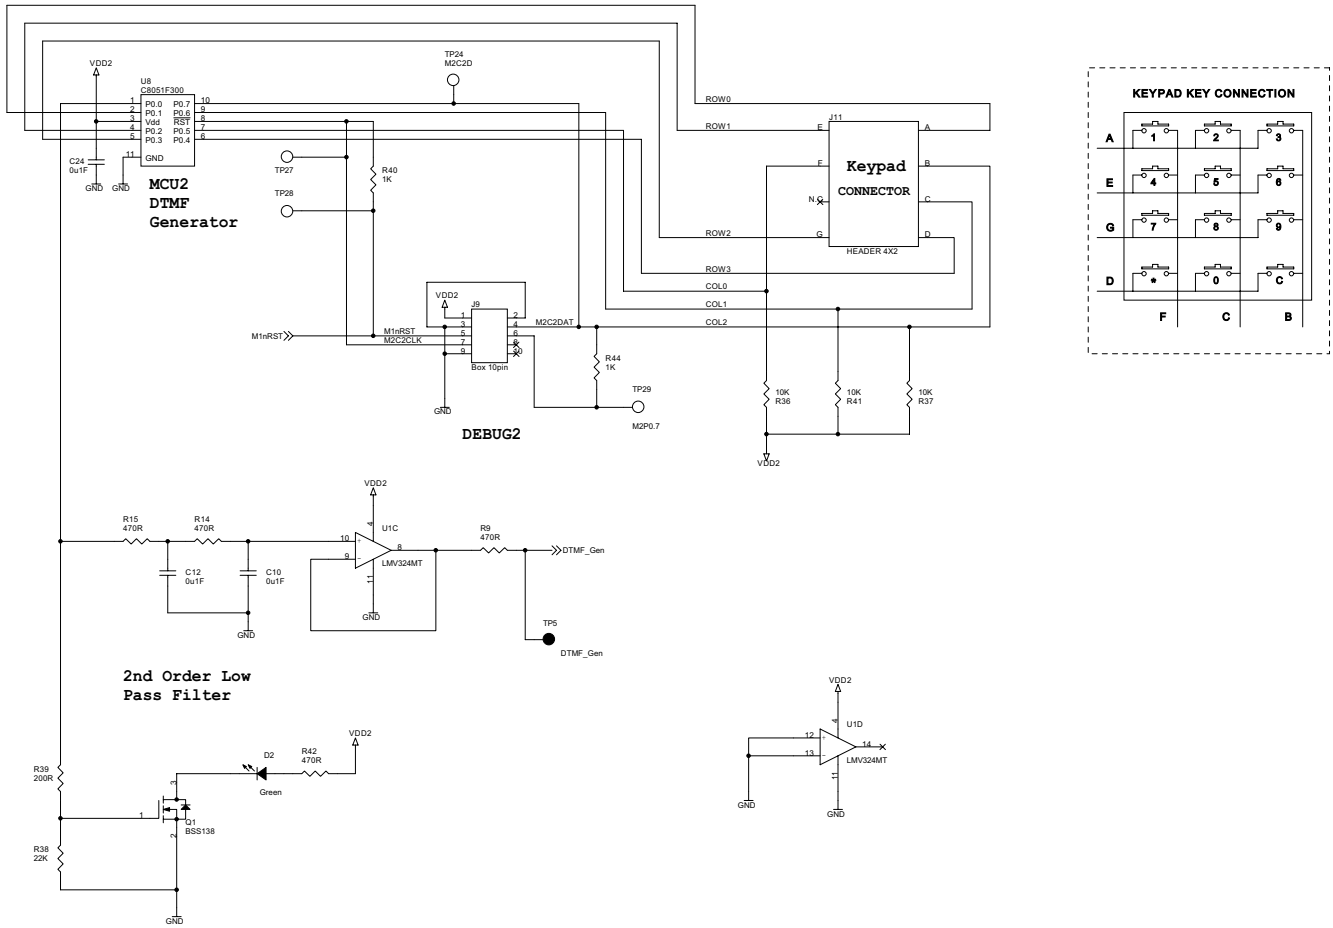 VDD2
U8
C8051F300
1 P0.0 P0.7 10
2 P0.1 P0.6 9
3 Vdd RST 8
4 P0.2 P0.5 7
5 P0.3 P0.4 6
11 GND
C24
0u1F
GND
GND
MCU2
DTMF
Generator
TP24
M2C2D
TP27
TP28
R40
1K
ROW0
ROW1
ROW2
ROW3
COL0
COL1
COL2
J11
E A
F B
N.C C
G D
Keypad
CONNECTOR
HEADER 4X2
KEYPAD KEY CONNECTION
A 1 2 3
E 4 5 6
G 7 8 9
D * 0 C
F C B
VDD2
J9
1 2
3 4
5 6
7 8
9 10
Box 10pin
M1nRST
M1nRST
M2C2CLK
M2C2DAT
GND
DEBUG2
R44
1K
TP29
M2P0.7
10K
R36
10K
R41
10K
R37
VDD2
R15
470R
R14
470R
C12
0u1F
C10
0u1F
GND
VDD2
U1C
4
10
9
8
11
LMV324MT
GND
R9
470R
DTMF_Gen
TP5
DTMF_Gen
2nd Order Low
Pass Filter
R39
200R
R38
22K
D2
Green
R42
470R
VDD2
3
1
2
Q1
BSS138
GND
VDD2
U1D
4
12
13
14
11
LMV324MT
GND
GND